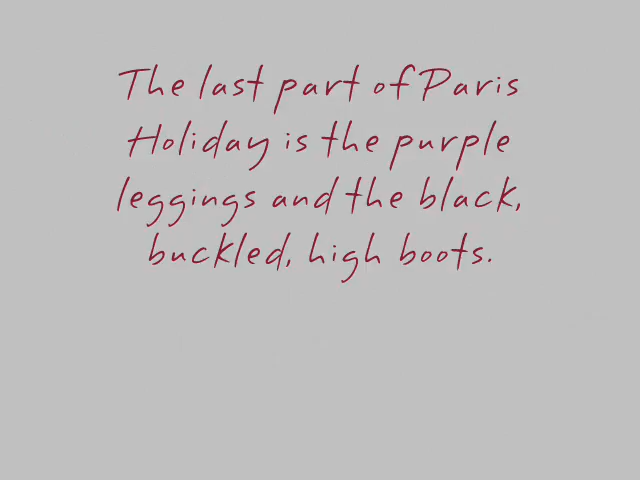 The last part of Paris
Holiday is the purple
leggings and the black,
buckled, high boots.